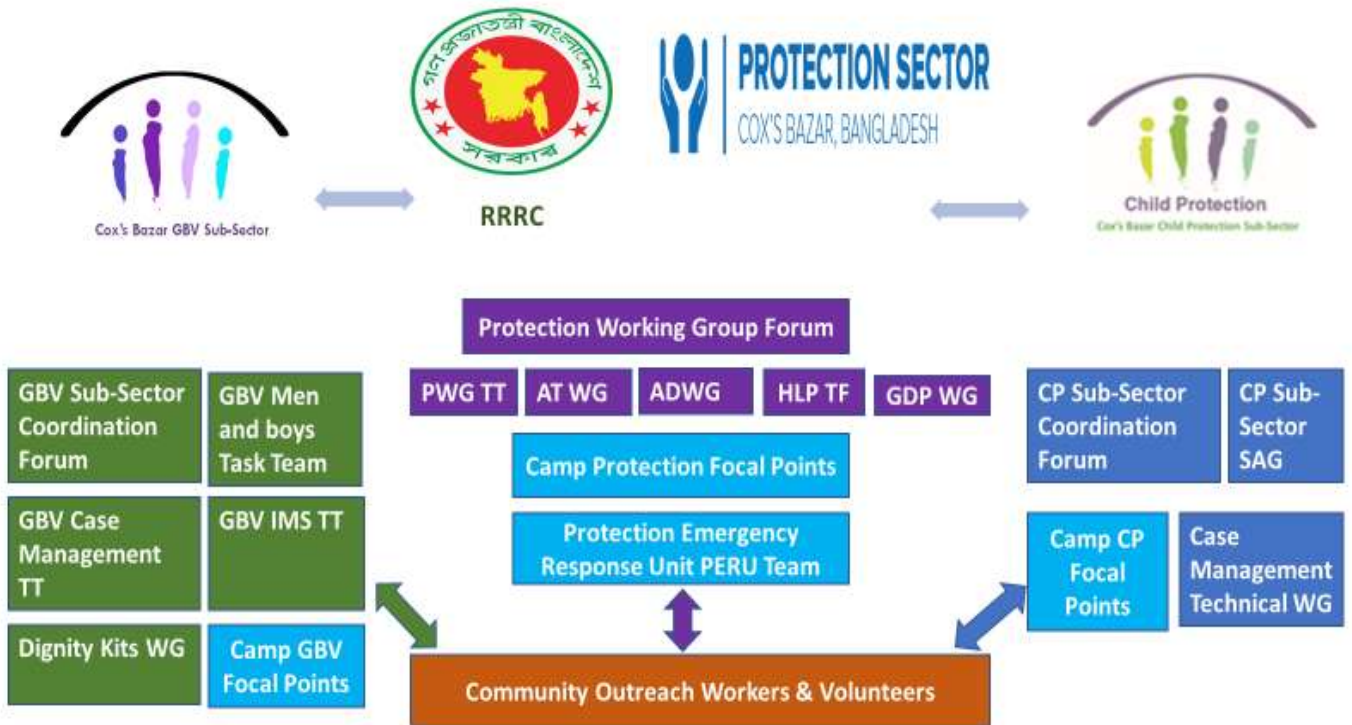 গণপ্রজাতন্ত্রী বাংলাদেশ
সরকার
PROTECTION SECTOR
COX'S BAZAR, BANGLADESH
Cox's Bazar GBV Sub-Sector
RRRC
Child Protection
Cox's Bazar Child Protection Sub-Sector
Protection Working Group Forum
PWG TT
AT WG
ADWG
HLP TF
GDP WG
Camp Protection Focal Points
Protection Emergency
Response Unit PERU Team
GBV Sub-Sector
Coordination
Forum
GBV Men
and boys
Task Team
GBV Case
Management
TT
GBV IMS TT
Dignity Kits WG
Camp GBV
Focal Points
CP Sub-Sector
Coordination
Forum
CP Sub-
Sector
SAG
Camp CP
Focal
Points
Case
Management
Technical WG
Community Outreach Workers & Volunteers